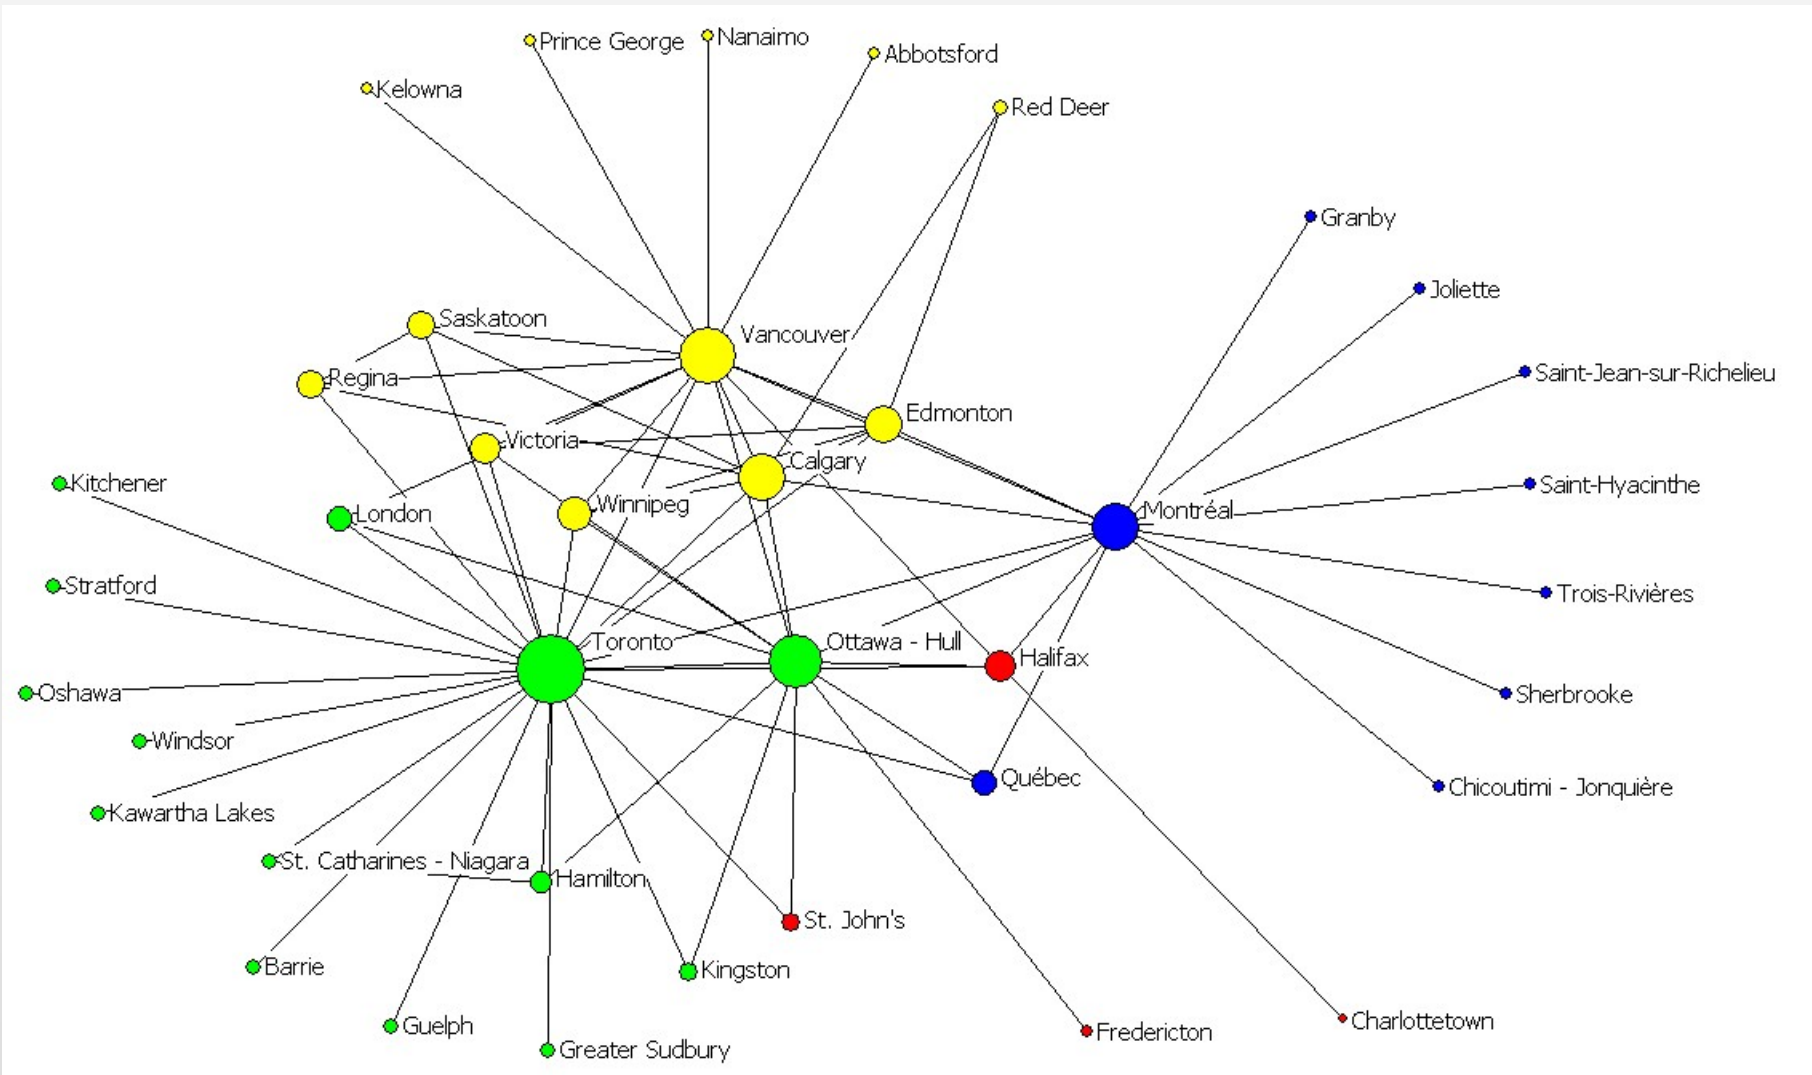 Prince George
Nanaimo
Abbotsford
Kelowna
Red Deer
Granby
Joliette
Saskatoon
Vancouver
Regina
Saint-Jean-sur-Richelieu
Edmonton
Victoria
Calgary
Kitchener
Saint-Hyacinthe
London
Winnipeg
Montréal
Stratford
Trois-Rivières
Toronto
Ottawa - Hull
Halifax
Oshawa
Sherbrooke
Windsor
Québec
Chicoutimi - Jonquière
Kawartha Lakes
St. Catharines - Niagara
Hamilton
St. John's
Barrie
Kingston
Guelph
Charlottetown
Fredericton
Greater Sudbury